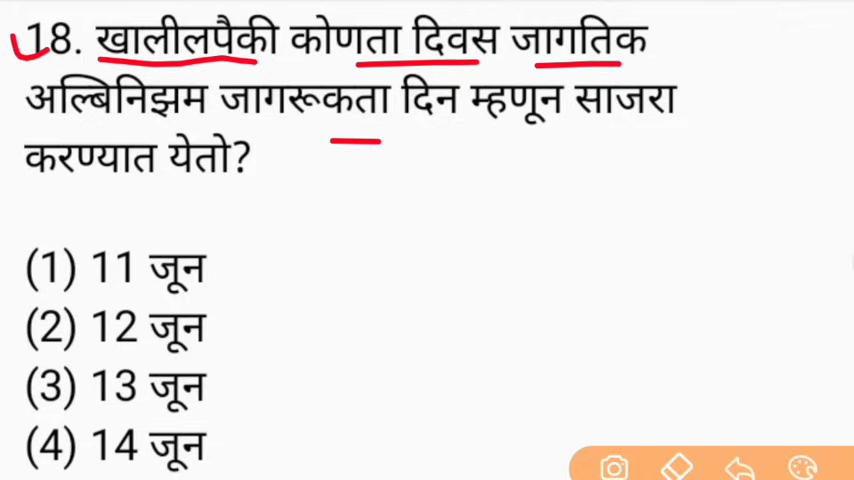 18. खालीलपैकी कोणता दिवस जागतिक
अल्बिनिझम जागरूकता दिन म्हणून साजरा
करण्यात येतो?
(1) 11 जून
(2) 12 जून
(3) 13 जून
(4) 14 जून